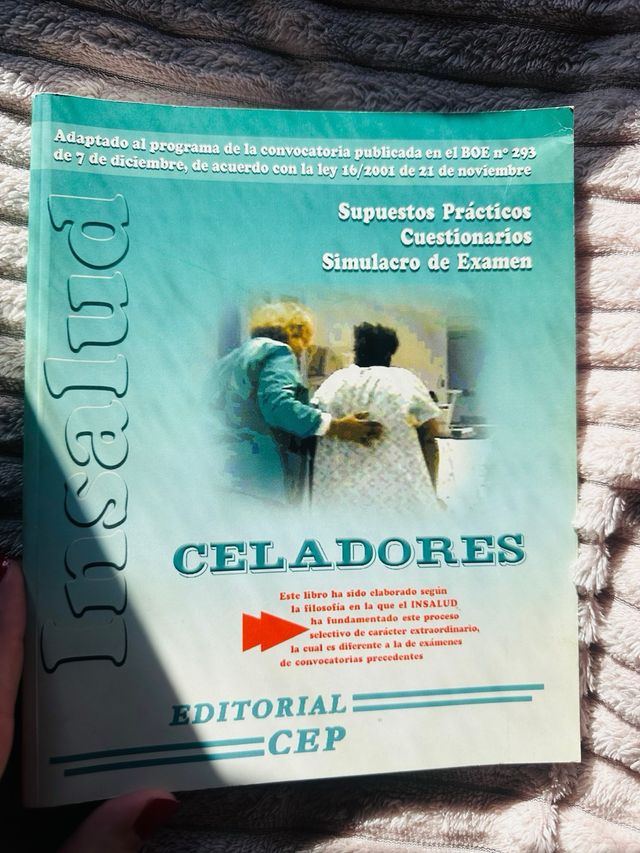 Adaptado al programa de la convocatoria publicada en el BOE nº 293
de 7 de diciembre, de acuerdo con la ley 16/2001 de 21 de noviembre
Insalud
Supuestos Prácticos
Cuestionarios
Simulacro de Examen
CELADORES
Este libro ha sido elaborado según
la filosofía en la que el INSALUD
ha fundamentado este proceso
selectivo de carácter extraordinario,
la cual es diferente a la de exámenes
de convocatorias precedentes
EDITORIAL
CEP